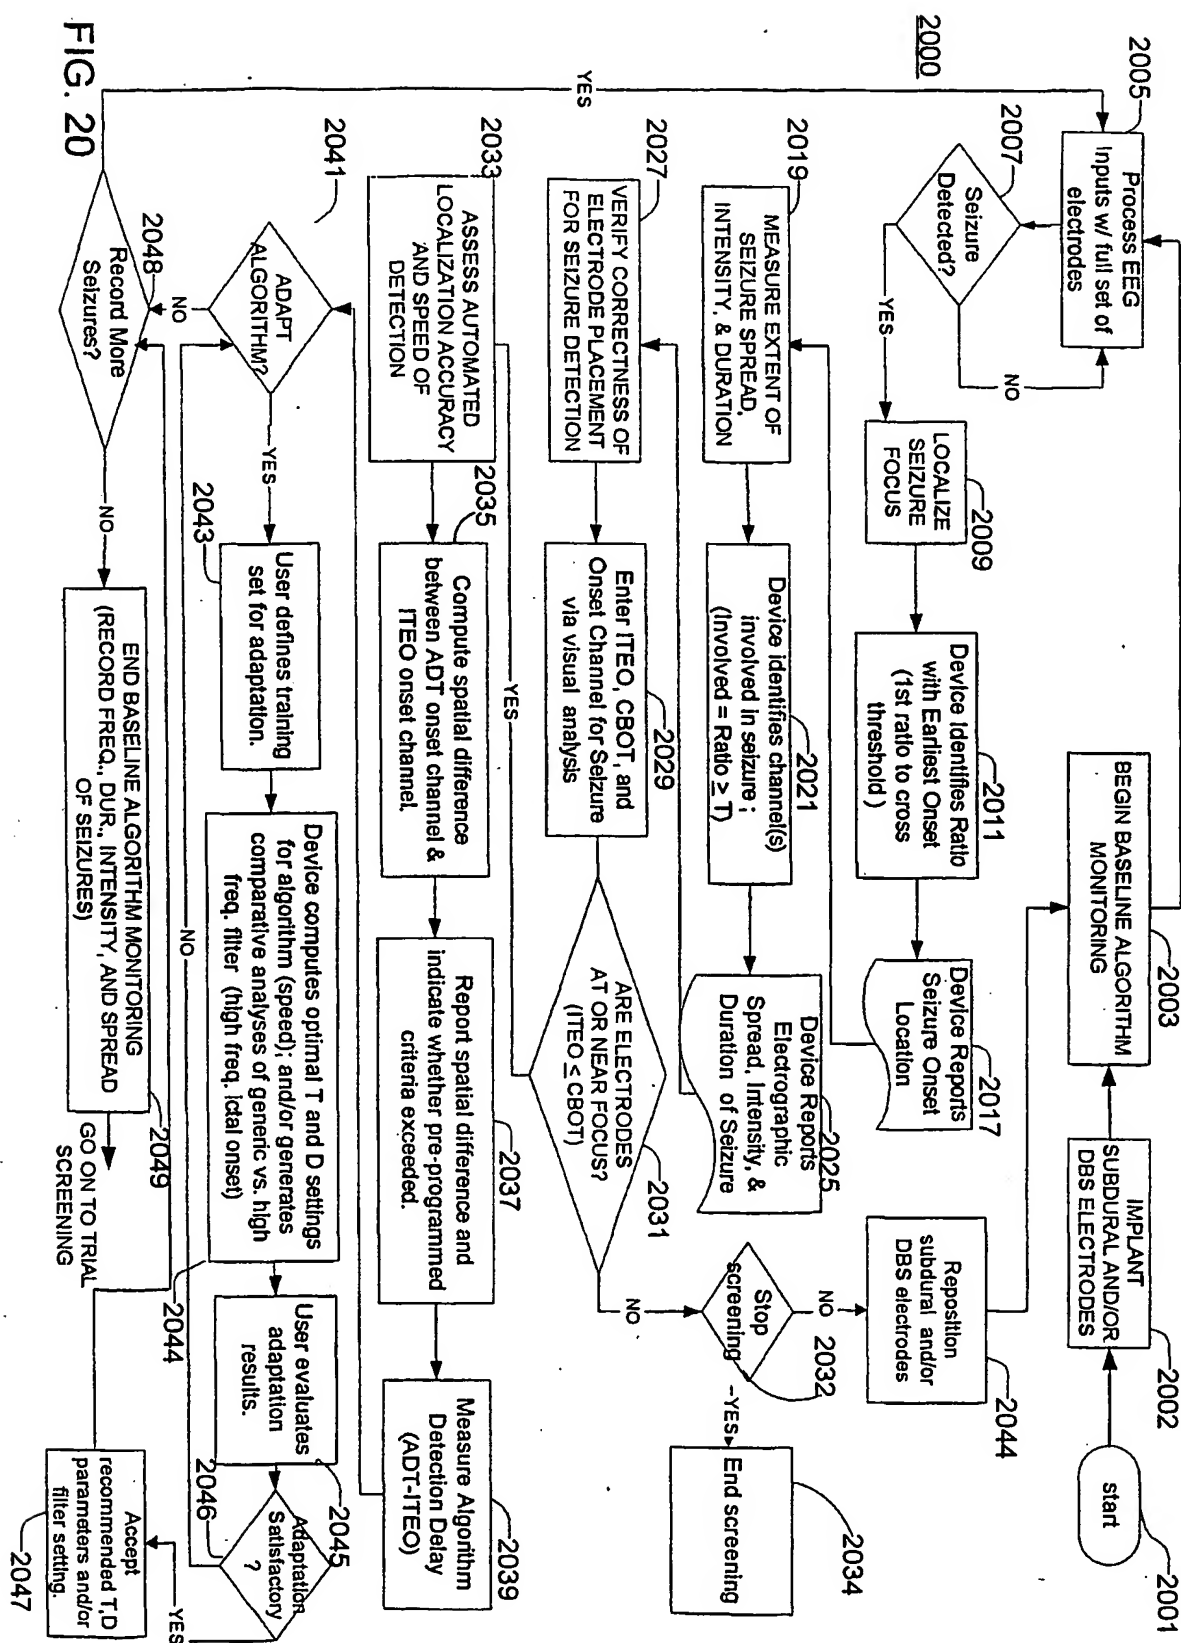 2000
start
2001
IMPLANT
SUBDURAL AND/OR
DBS ELECTRODES
2002
BEGIN BASELINE ALGORITHM
MONITORING
2003
2005
Process EEG
Inputs w/ full set of
electrodes
2007
Seizure
Detected?
NO
YES
LOCALIZE
SEIZURE
FOCUS
2009
Device Identifies Ratio
with Earliest Onset
(1st ratio to cross
threshold )
2011
Device Reports
Seizure Onset
Location
2017
2019
MEASURE EXTENT OF
SEIZURE SPREAD,
INTENSITY, & DURATION
Device identifies channel(s)
involved in seizure ;
(Involved = Ratio ≥ T)
2021
Device Reports
Electrographic
Spread, Intensity, &
Duration of Seizure
2025
2027
VERIFY CORRECTNESS OF
ELECTRODE PLACEMENT
FOR SEIZURE DETECTION
Enter ITEO, CBOT, and
Onset Channel for Seizure
via visual analysis
2029
ARE ELECTRODES
AT OR NEAR FOCUS?
(ITEO ≤ CBOT)
2031
NO
YES
Stop
screening
2032
NO
Reposition
subdural and/or
DBS electrodes
2044
YES
End screening
2034
2033
ASSESS AUTOMATED
LOCALIZATION ACCURACY
AND SPEED OF
DETECTION
2035
Compute spatial difference
between ADT onset channel &
ITEO onset channel.
Report spatial difference and
indicate whether pre-programmed
criteria exceeded.
2037
Measure Algorithm
Detection Delay
(ADT-ITEO)
2039
2041
ADAPT
ALGORITHM?
YES
NO
User defines training
set for adaptation.
2043
Device computes optimal T and D settings
for algorithm (speed); and/or generates
comparative analyses of generic vs. high
freq. filter (high freq. ictal onset)
2044
User evaluates
adaptation
results.
2045
Adaptation
Satisfactory
?
2046
NO
YES
Accept
recommended T,D
parameters and/or
filter setting.
2047
2048
Record More
Seizures?
YES
NO
END BASELINE ALGORITHM MONITORING
(RECORD FREQ., DUR., INTENSITY, AND SPREAD
OF SEIZURES)
2049
GO ON TO TRIAL
SCREENING
FIG. 20